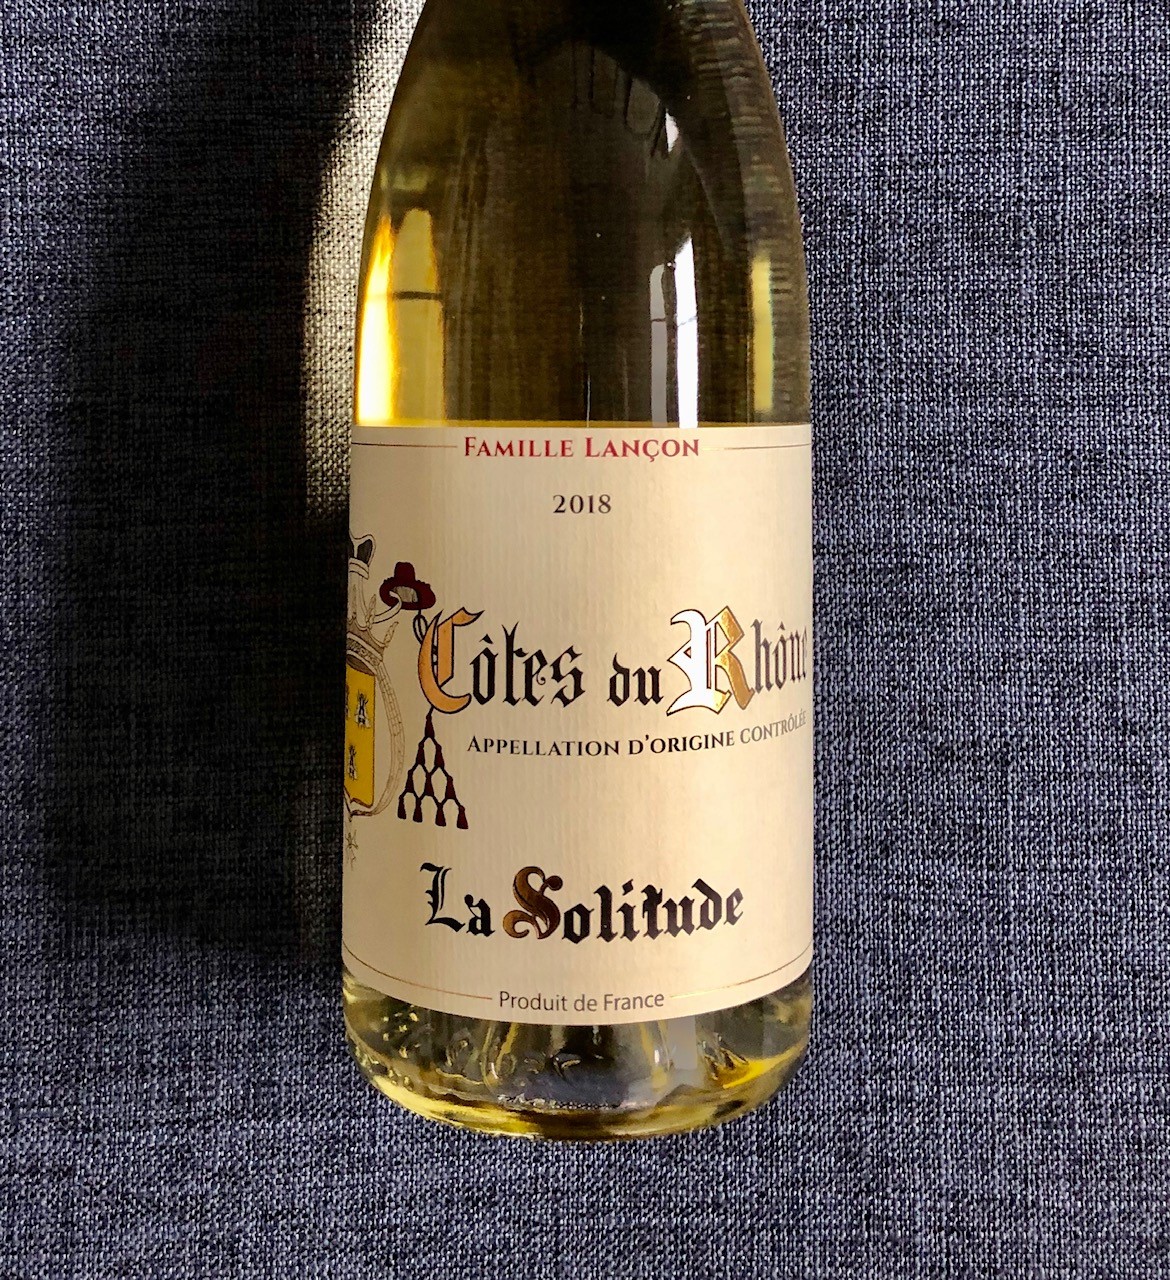 Famille Lançon
2018
Côtes du Rhône
Appellation d'origine contrôlée
La Solitude
Produit de France